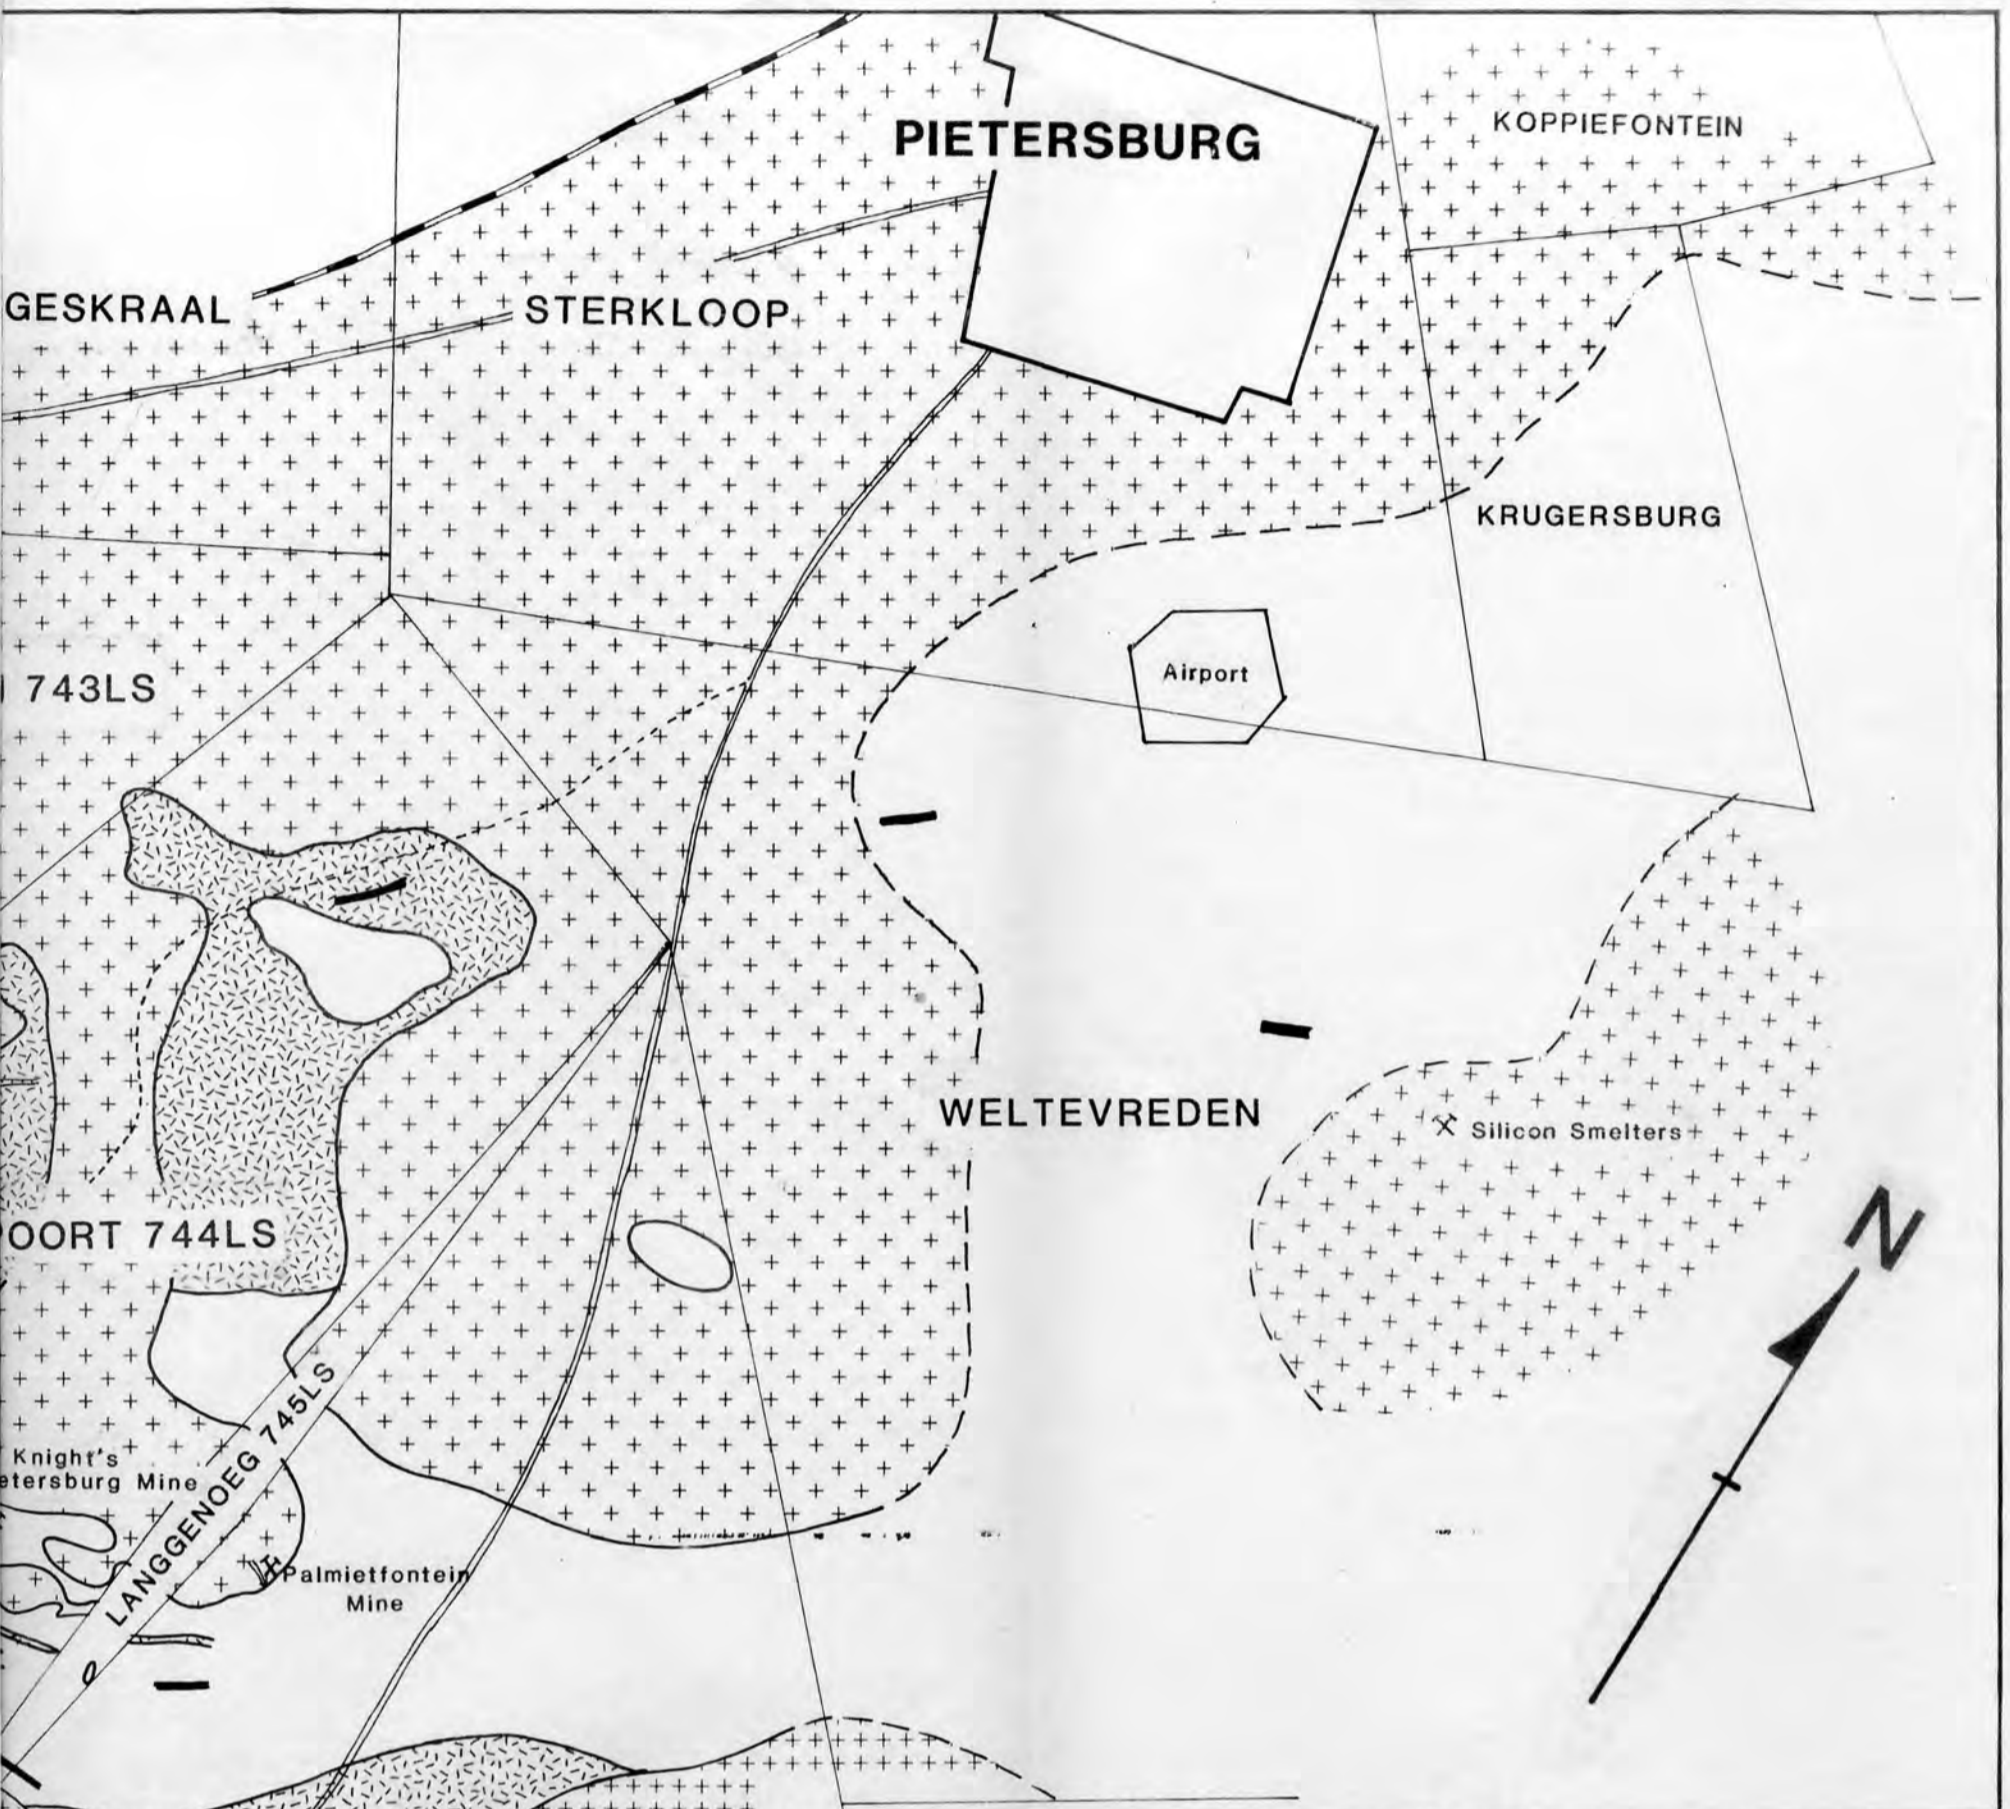 PIETERSBURG
KOPPIEFONTEIN
GESKRAAL
STERKLOOP
KRUGERSBURG
Airport
743LS
WELTEVREDEN
Silicon Smelters
N
OORT 744LS
LANGGENOEG 745LS
Knight's
etersburg Mine
Palmietfontein
Mine